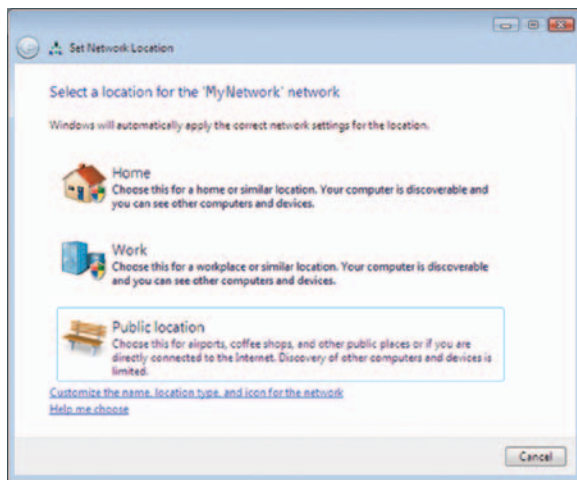 Set Network Location
Select a location for the 'MyNetwork' network
Windows will automatically apply the correct network settings for the location.
Home
Choose this for a home or similar location. Your computer is discoverable and
you can see other computers and devices.
Work
Choose this for a workplace or similar location. Your computer is discoverable
and you can see other computers and devices.
Public location
Choose this for airports, coffee shops, and other public places or if you are
directly connected to the Internet. Discovery of other computers and devices is
limited.
Customize the name, location type, and icon for the network
Help me choose
Cancel